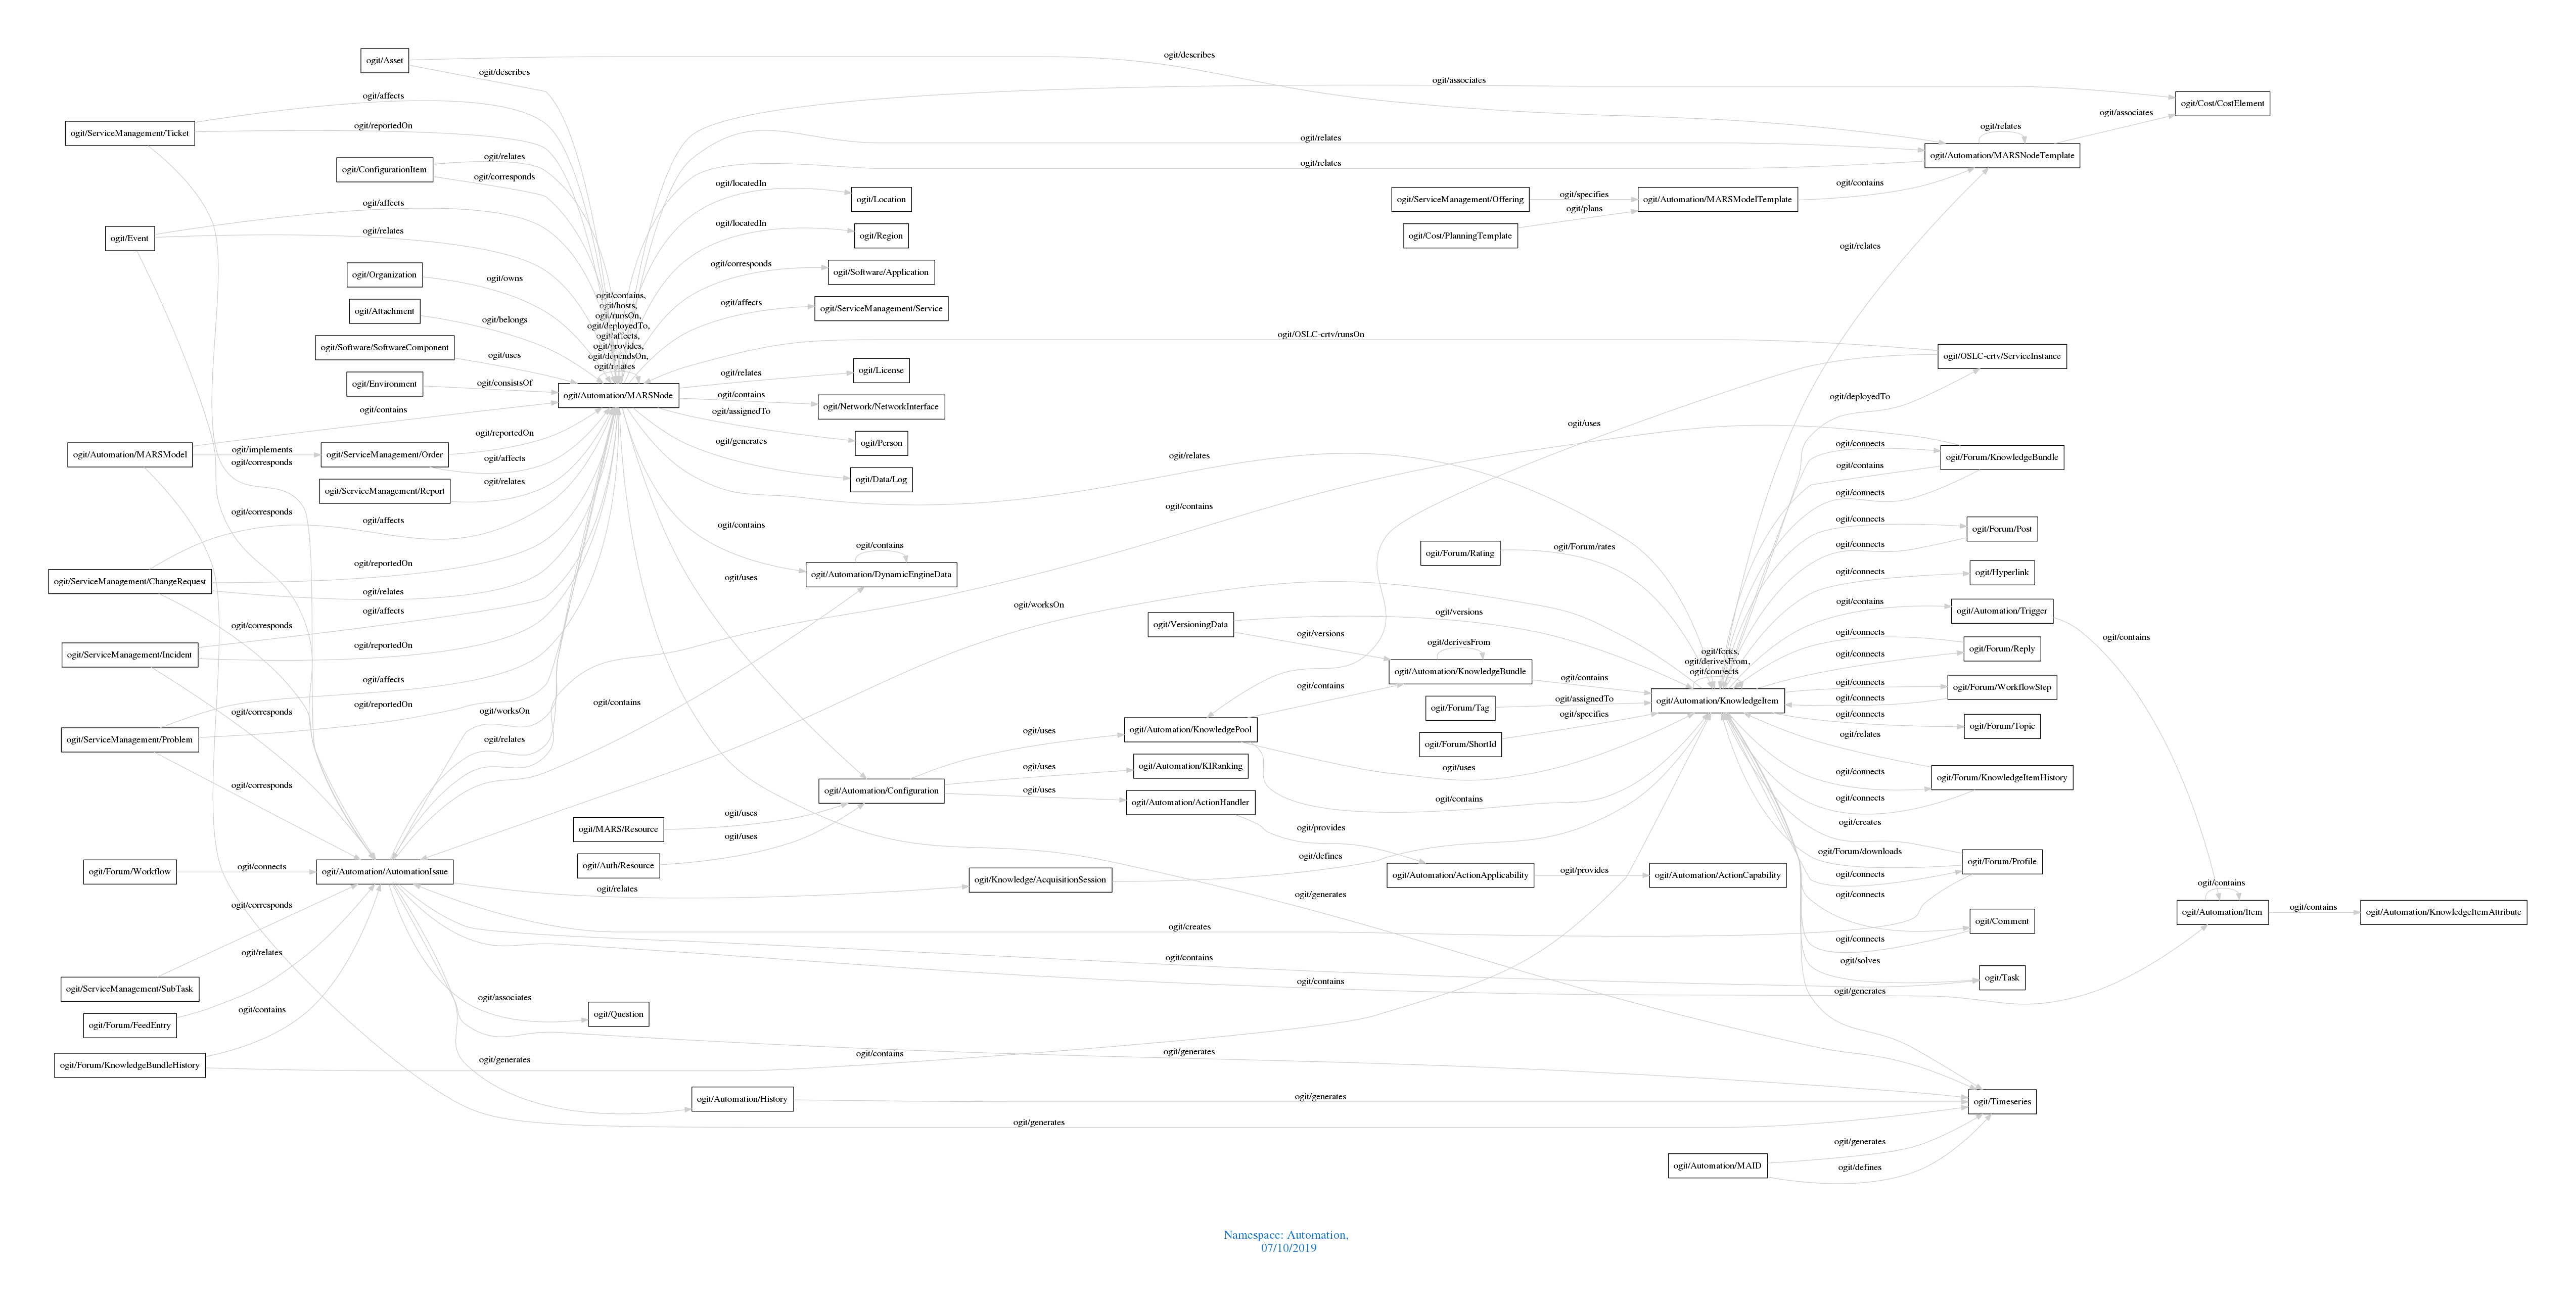 ogit/Asset
ogit/describes
ogit/describes
ogit/associates
ogit/Cost/CostElement
ogit/affects
ogit/ServiceManagement/Ticket
ogit/reportedOn
ogit/relates
ogit/relates
ogit/associates
ogit/Automation/MARSNodeTemplate
ogit/ConfigurationItem
ogit/relates
ogit/corresponds
ogit/relates
ogit/locatedIn
ogit/Location
ogit/ServiceManagement/Offering
ogit/specifies
ogit/plans
ogit/Automation/MARSModelTemplate
ogit/contains
ogit/Cost/PlanningTemplate
ogit/affects
ogit/Event
ogit/relates
ogit/locatedIn
ogit/Region
ogit/relates
ogit/Organization
ogit/owns
ogit/corresponds
ogit/Software/Application
ogit/Attachment
ogit/belongs
ogit/contains,
ogit/hosts,
ogit/runsOn,
ogit/deployedTo,
ogit/affects,
ogit/provides,
ogit/dependsOn,
ogit/relates
ogit/affects
ogit/ServiceManagement/Service
ogit/Software/SoftwareComponent
ogit/uses
ogit/OSLC-crtv/runsOn
ogit/OSLC-crtv/ServiceInstance
ogit/Environment
ogit/consistsOf
ogit/Automation/MARSNode
ogit/relates
ogit/License
ogit/contains
ogit/Network/NetworkInterface
ogit/assignedTo
ogit/Person
ogit/generates
ogit/Data/Log
ogit/deployedTo
ogit/uses
ogit/contains
ogit/Automation/MARSModel
ogit/implements
ogit/corresponds
ogit/ServiceManagement/Order
ogit/reportedOn
ogit/affects
ogit/ServiceManagement/Report
ogit/relates
ogit/relates
ogit/connects
ogit/Forum/KnowledgeBundle
ogit/contains
ogit/connects
ogit/corresponds
ogit/affects
ogit/contains
ogit/contains
ogit/connects
ogit/Forum/Post
ogit/connects
ogit/ServiceManagement/ChangeRequest
ogit/reportedOn
ogit/relates
ogit/contains
ogit/Automation/DynamicEngineData
ogit/uses
ogit/Forum/Rating
ogit/Forum/rates
ogit/connects
ogit/Hyperlink
ogit/worksOn
ogit/affects
ogit/corresponds
ogit/VersioningData
ogit/versions
ogit/versions
ogit/contains
ogit/Automation/Trigger
ogit/contains
ogit/ServiceManagement/Incident
ogit/reportedOn
ogit/derivesFrom
ogit/Automation/KnowledgeBundle
ogit/contains
ogit/forks,
ogit/derivesFrom,
ogit/connects
ogit/Automation/KnowledgeItem
ogit/connects
ogit/Forum/Reply
ogit/connects
ogit/affects
ogit/contains
ogit/connects
ogit/Forum/WorkflowStep
ogit/connects
ogit/corresponds
ogit/reportedOn
ogit/worksOn
ogit/contains
ogit/Forum/Tag
ogit/assignedTo
ogit/specifies
ogit/connects
ogit/Forum/Topic
ogit/ServiceManagement/Problem
ogit/relates
ogit/uses
ogit/Automation/KnowledgePool
ogit/Forum/ShortId
ogit/relates
ogit/uses
ogit/Automation/KIRanking
ogit/uses
ogit/connects
ogit/Forum/KnowledgeItemHistory
ogit/corresponds
ogit/Automation/Configuration
ogit/uses
ogit/Automation/ActionHandler
ogit/contains
ogit/connects
ogit/MARS/Resource
ogit/uses
ogit/provides
ogit/creates
ogit/Auth/Resource
ogit/uses
ogit/defines
ogit/Forum/downloads
ogit/Forum/Profile
ogit/Forum/Workflow
ogit/connects
ogit/Automation/AutomationIssue
ogit/relates
ogit/Knowledge/AcquisitionSession
ogit/Automation/ActionApplicability
ogit/provides
ogit/Automation/ActionCapability
ogit/connects
ogit/contains
ogit/corresponds
ogit/generates
ogit/connects
ogit/Automation/Item
ogit/contains
ogit/Automation/KnowledgeItemAttribute
ogit/creates
ogit/Comment
ogit/connects
ogit/relates
ogit/contains
ogit/solves
ogit/ServiceManagement/SubTask
ogit/contains
ogit/generates
ogit/Task
ogit/associates
ogit/Question
ogit/contains
ogit/Forum/FeedEntry
ogit/Forum/KnowledgeBundleHistory
ogit/generates
ogit/contains
ogit/generates
ogit/Automation/History
ogit/generates
ogit/Timeseries
ogit/generates
ogit/generates
ogit/Automation/MAID
ogit/defines
Namespace: Automation,
07/10/2019